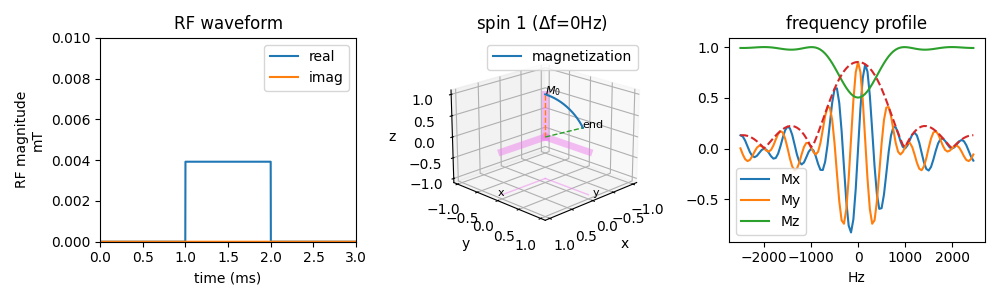 RF waveform
RF magnitude
mT
0.010
0.008
0.006
0.004
0.002
0.000
0.0 0.5 1.0 1.5 2.0 2.5 3.0
time (ms)
real
imag
spin 1 (Δf=0Hz)
magnetization
M₀
end
z
1.0
0.5
0.0
−0.5
−1.0
x
y
−1.0
−0.5
0.0
0.5
1.0
y
1.0
0.5
0.0
−0.5
−1.0
x
frequency profile
1.0
0.5
0.0
−0.5
Mx
My
Mz
−2000 −1000 0 1000 2000
Hz